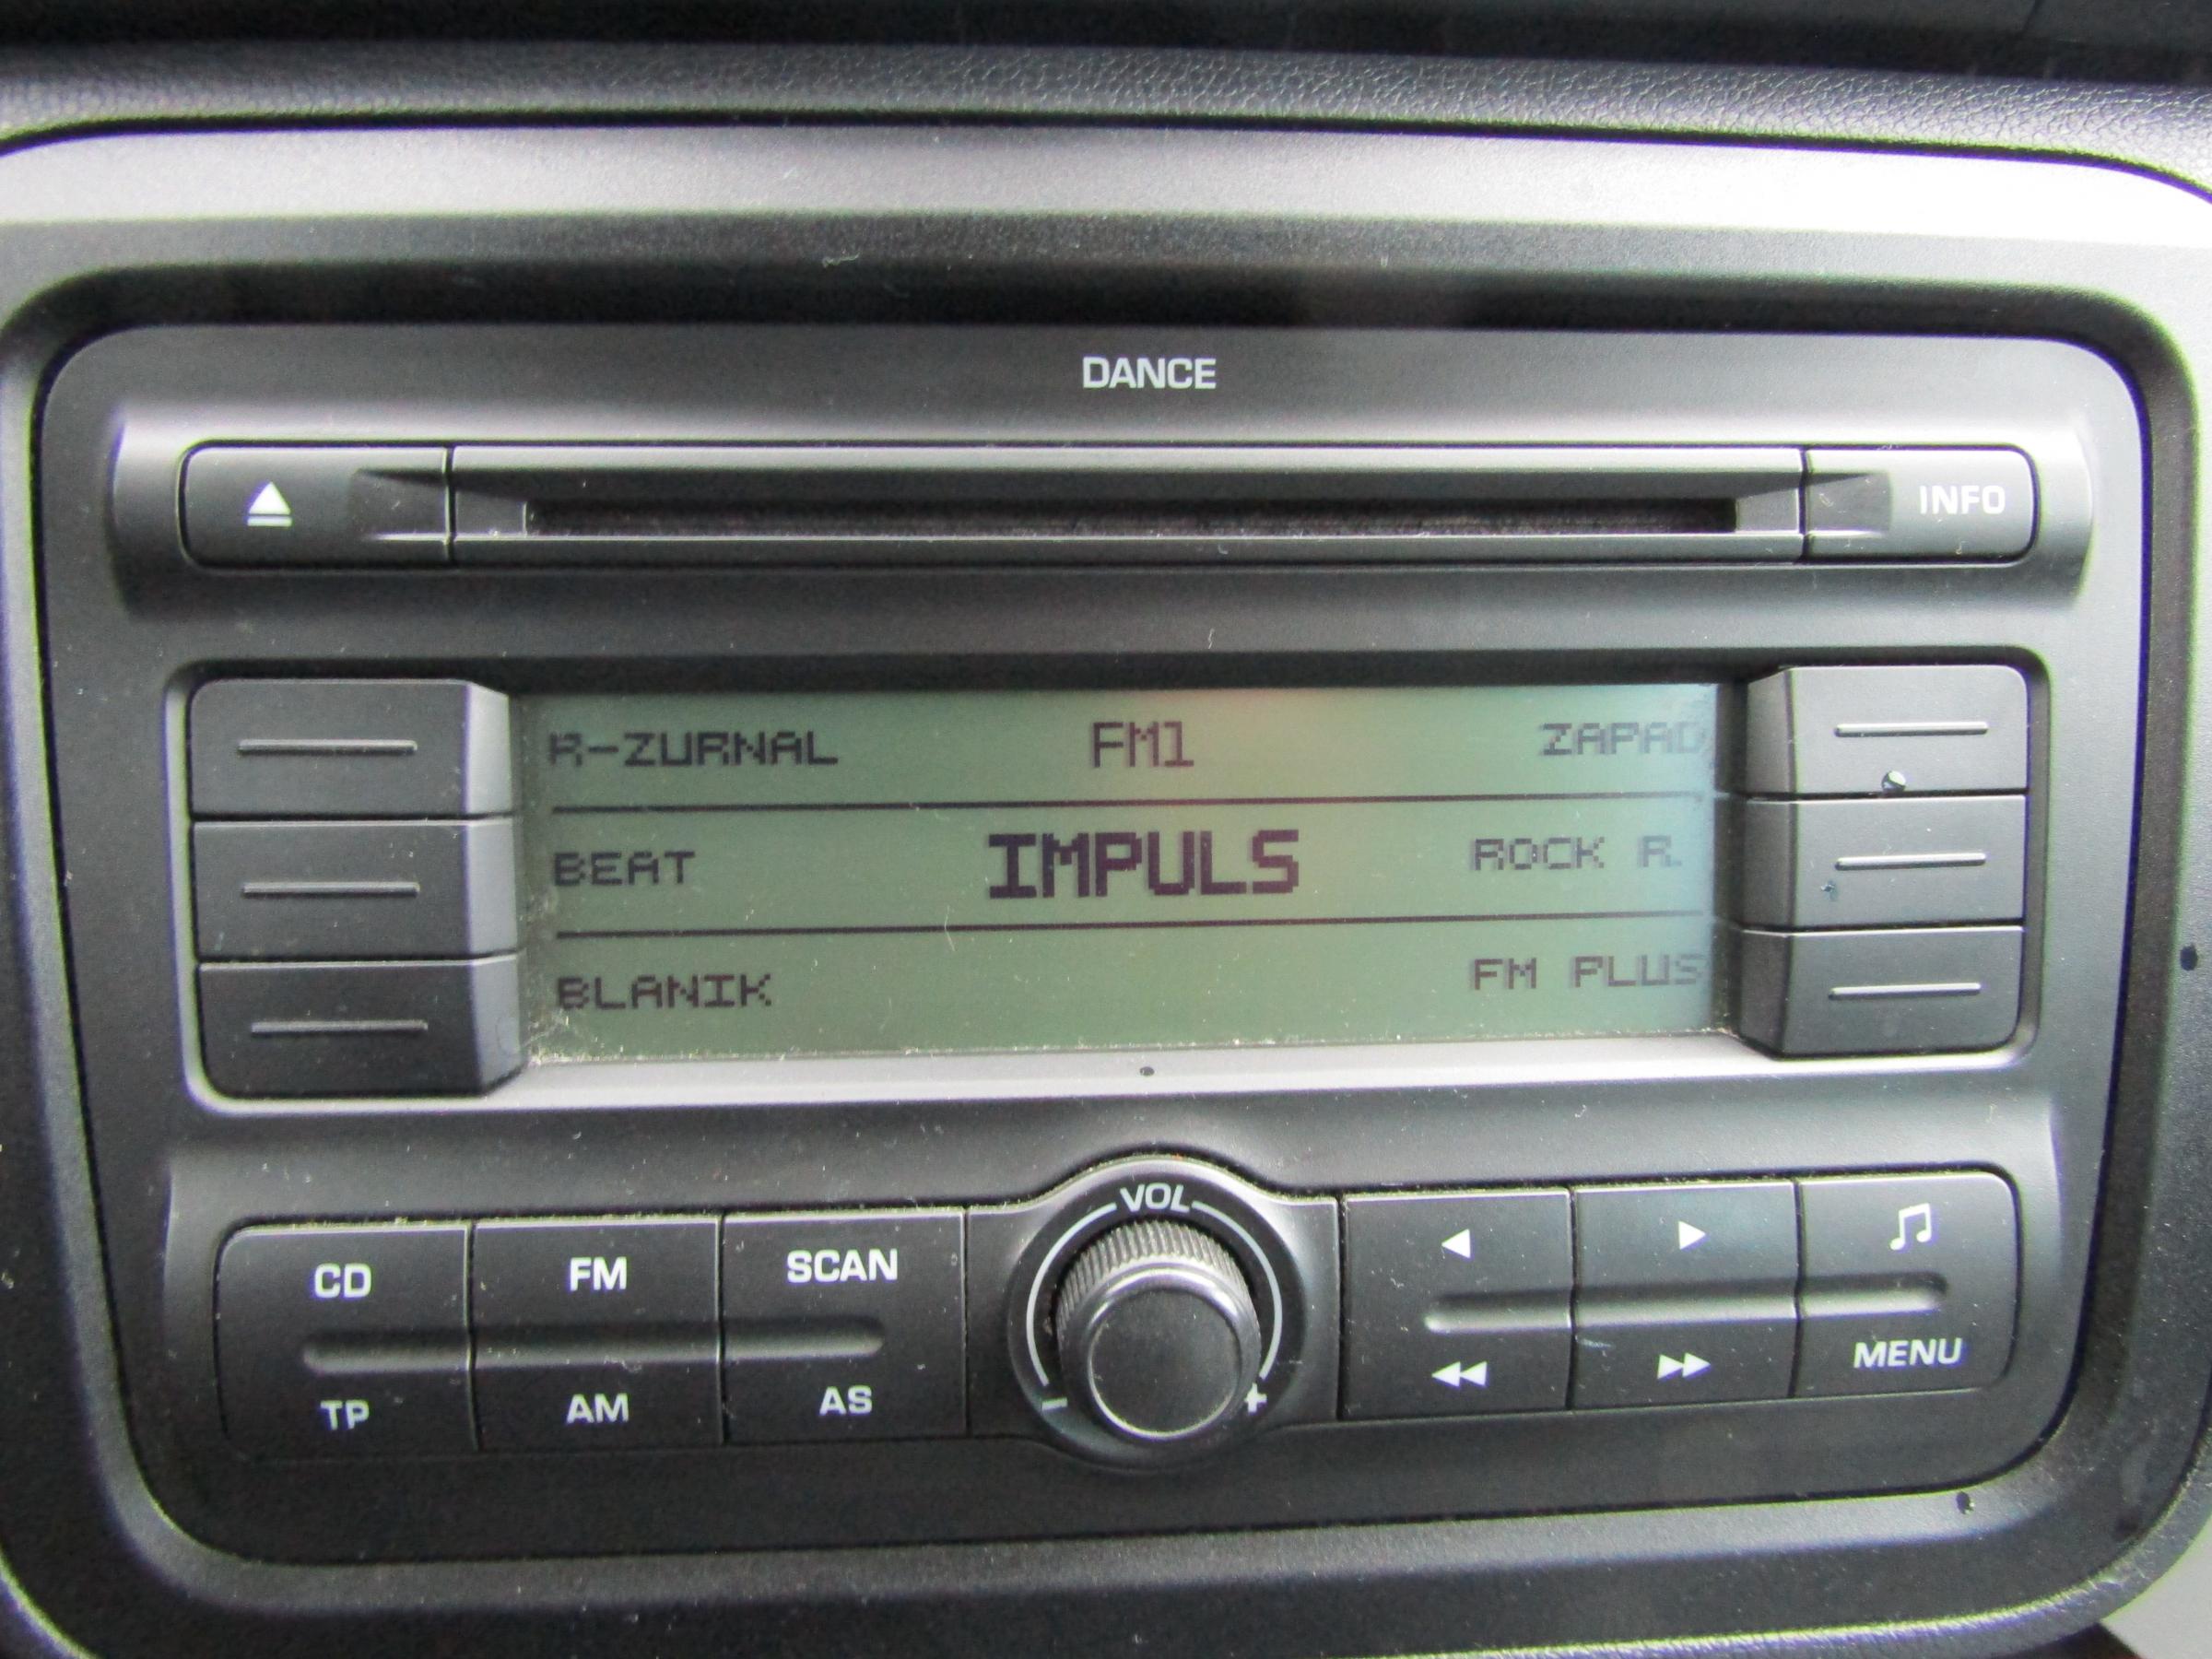 DANCE
INFO
R-ZURNAL FM1 ZAPAD
BEAT IMPULS ROCK R.
BLANIK FM PLUS
VOL
CD FM SCAN
- +
TP AM AS MENU